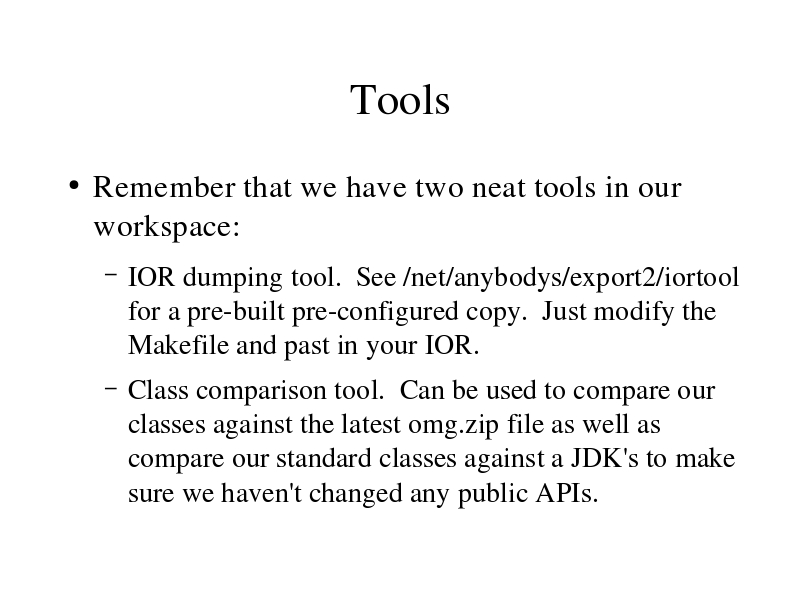 Tools
• Remember that we have two neat tools in our
workspace:
– IOR dumping tool.  See /net/anybodys/export2/iortool
for a pre-built pre-configured copy.  Just modify the
Makefile and past in your IOR.
– Class comparison tool.  Can be used to compare our
classes against the latest omg.zip file as well as
compare our standard classes against a JDK's to make
sure we haven't changed any public APIs.